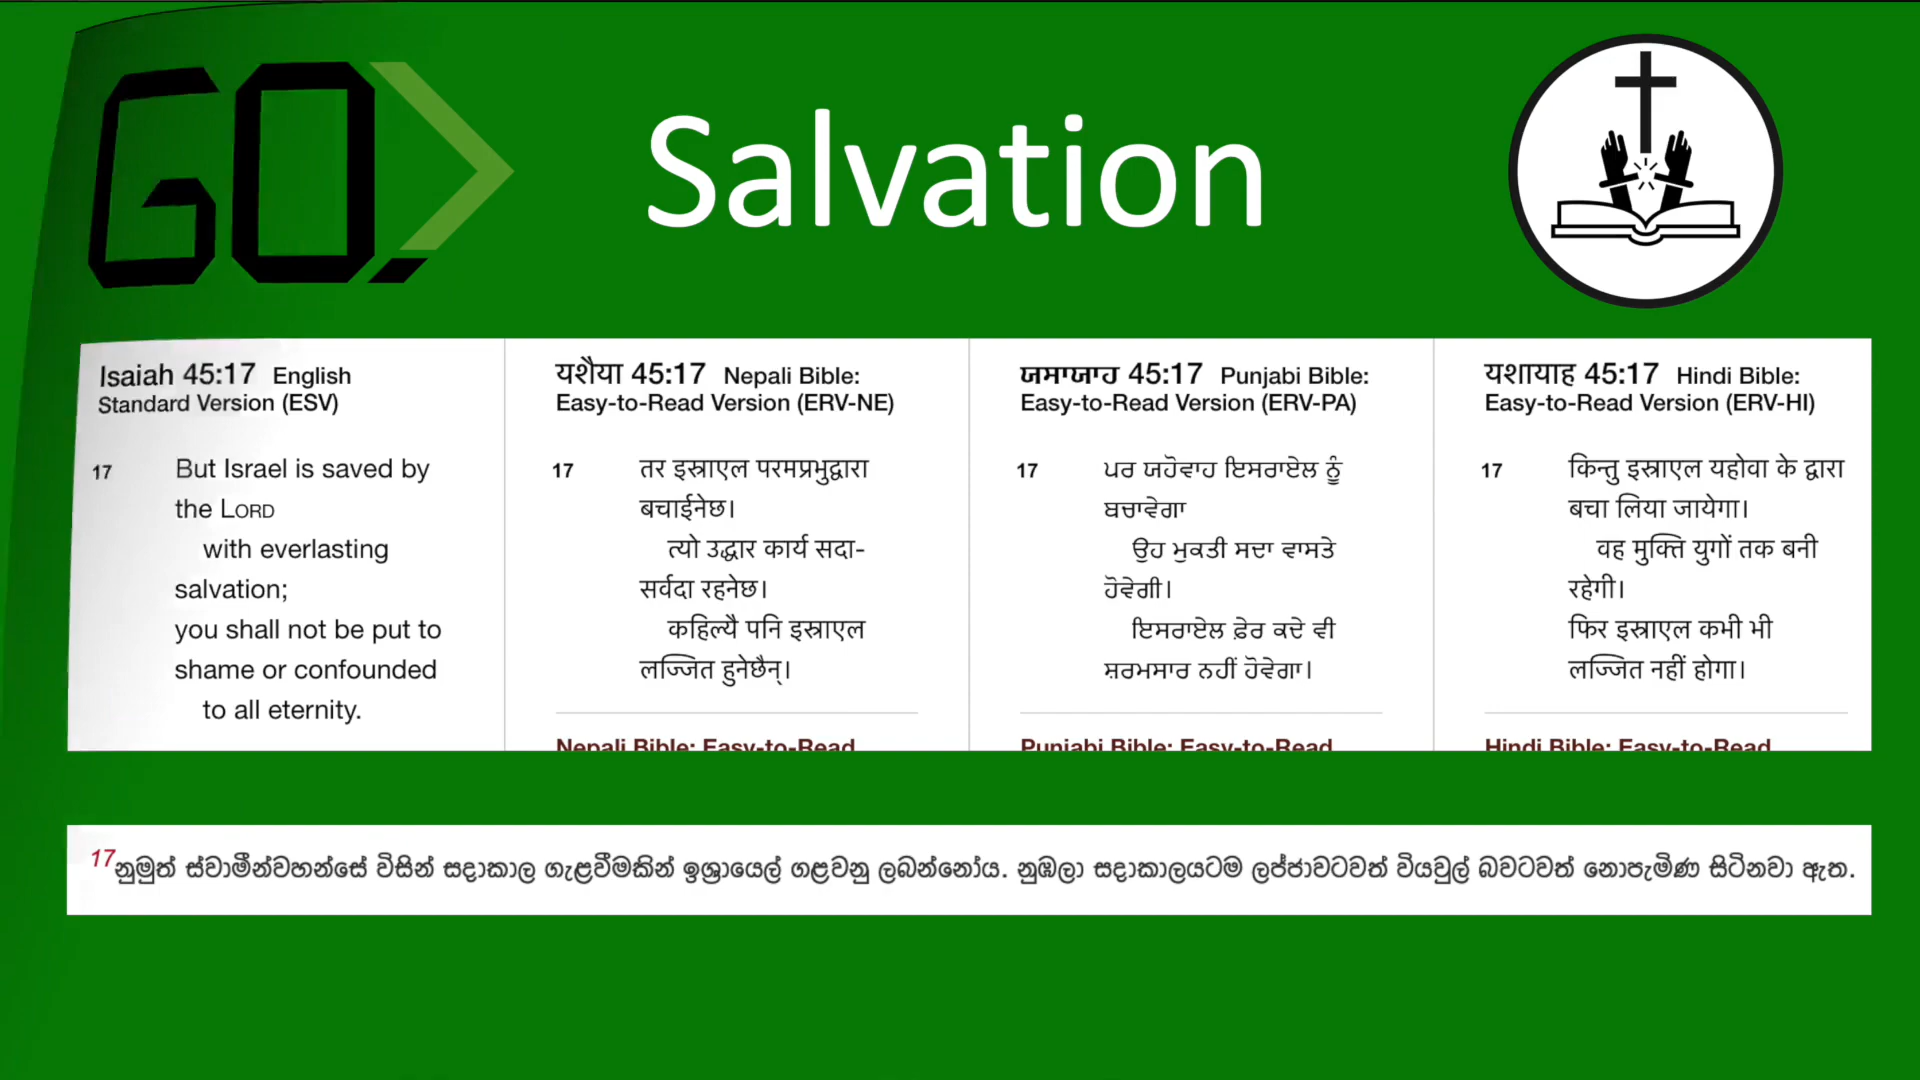 GO
Salvation
Isaiah 45:17 English
Standard Version (ESV)
17 But Israel is saved by
the LORD
with everlasting
salvation;
you shall not be put to
shame or confounded
to all eternity.
यशैया 45:17 Nepali Bible:
Easy-to-Read Version (ERV-NE)
17 तर इस्राएल परमप्रभुद्वारा
बचाईनेछ।
त्यो उद्धार कार्य सदा-
सर्वदा रहनेछ।
कहिल्यै पनि इस्राएल
लज्जित हुनेछैन्।
Nepali Bible: Easy-to-Read
ਯਸਾਯਾਹ 45:17 Punjabi Bible:
Easy-to-Read Version (ERV-PA)
17 ਪਰ ਯਹੋਵਾਹ ਇਸਰਾਏਲ ਨੂੰ
ਬਚਾਵੇਗਾ
ਉਹ ਮੁਕਤੀ ਸਦਾ ਵਾਸਤੇ
ਹੋਵੇਗੀ।
ਇਸਰਾਏਲ ਫ਼ੇਰ ਕਦੇ ਵੀ
ਸ਼ਰਮਸਾਰ ਨਹੀਂ ਹੋਵੇਗਾ।
Punjabi Bible: Easy-to-Read
यशायाह 45:17 Hindi Bible:
Easy-to-Read Version (ERV-HI)
17 किन्तु इस्राएल यहोवा के द्वारा
बचा लिया जायेगा।
वह मुक्ति युगों तक बनी
रहेगी।
फिर इस्राएल कभी भी
लज्जित नहीं होगा।
Hindi Bible: Easy-to-Read
17 නුමුත් ස්වාමීන්වහන්සේ විසින් සදාකාල ගැළවීමකින් ඉශ්‍රායෙල් ගළවනු ලබන්නෝය. නුඹලා සදාකාලයටම ලජ්ජාවටවත් වියවුල් බවටවත් නොපැමිණ සිටිනවා ඇත.